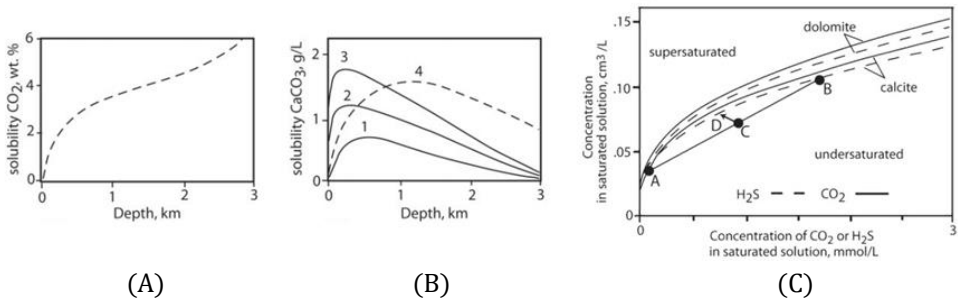 (A)
6
4
2
0
solubility CO2, wt. %
0
1
2
3
Depth, km
(A)
(B)
2
1
0
solubility CaCO3, g/L
3
2
1
4
0
1
2
3
Depth, km
(B)
(C)
.15
.10
.05
0
Concentration
in saturated solution, cm3 /L
supersaturated
dolomite
calcite
B
D
C
A
undersaturated
H2S
CO2
0
3
Concentration of CO2 or H2S
in saturated solution, mmol/L
(C)